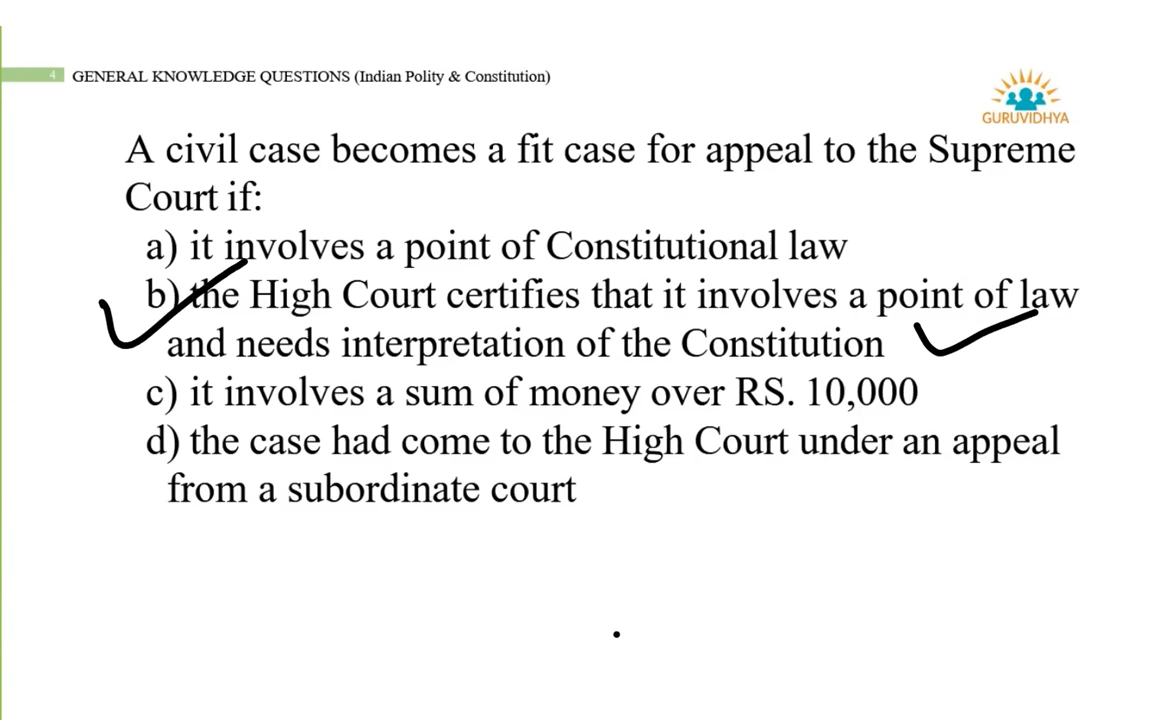 4 GENERAL KNOWLEDGE QUESTIONS (Indian Polity & Constitution)
GURUVIDHYA
A civil case becomes a fit case for appeal to the Supreme
Court if:
a) it involves a point of Constitutional law
b) the High Court certifies that it involves a point of law
and needs interpretation of the Constitution
c) it involves a sum of money over RS. 10,000
d) the case had come to the High Court under an appeal
from a subordinate court